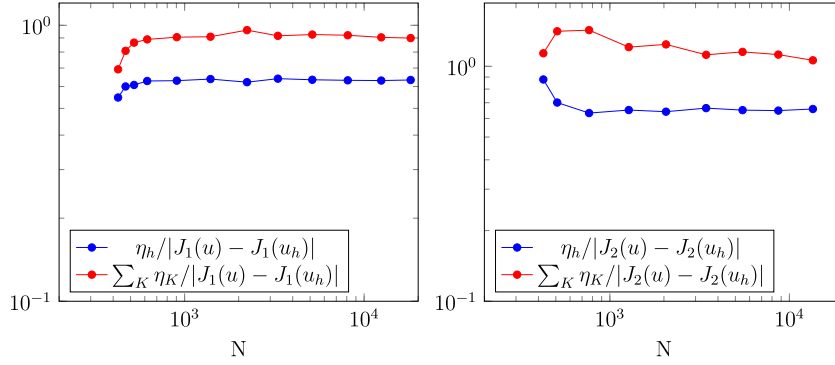 10^0
10^{-1}
10^3
10^4
N
η_h/|J_1(u) − J_1(u_h)|
∑_K η_K/|J_1(u) − J_1(u_h)|
10^0
10^{-1}
10^3
10^4
N
η_h/|J_2(u) − J_2(u_h)|
∑_K η_K/|J_2(u) − J_2(u_h)|